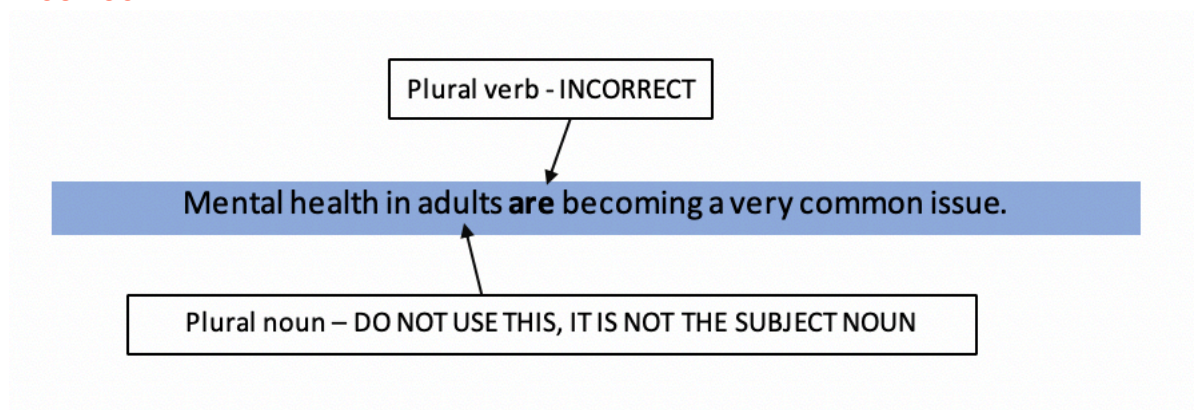 Plural verb - INCORRECT
Mental health in adults are becoming a very common issue.
Plural noun – DO NOT USE THIS, IT IS NOT THE SUBJECT NOUN